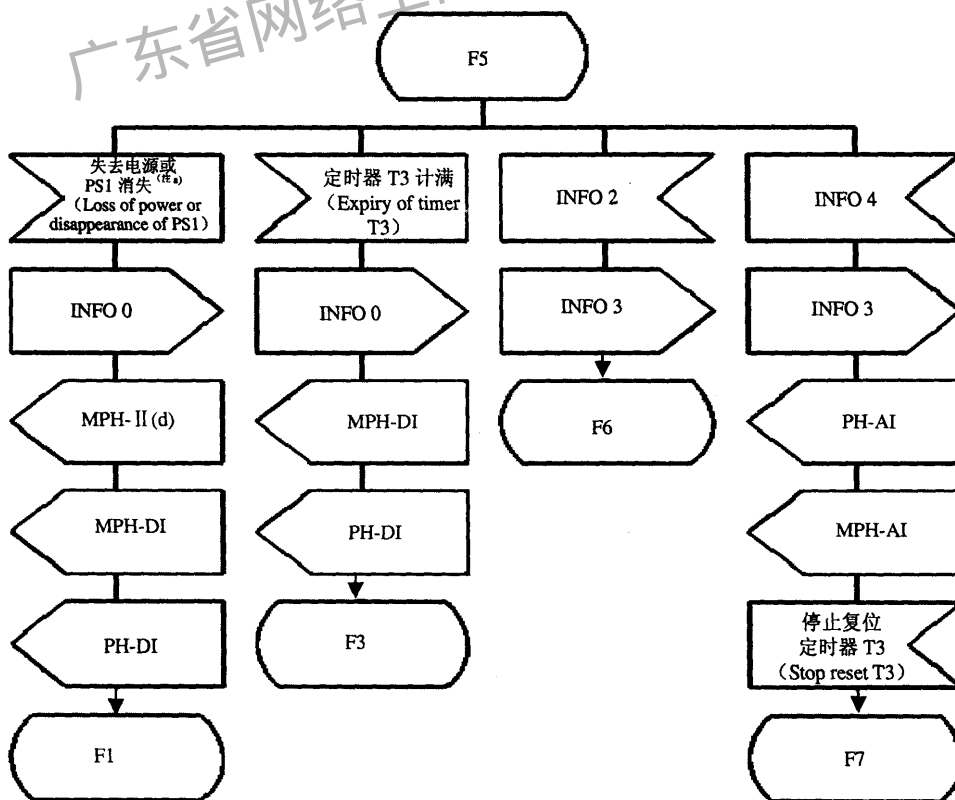 广东省网络
F5
失去电源或
PS1 消失(注a)
(Loss of power or
disappearance of PS1)
INFO 0
MPH-Ⅱ(d)
MPH-DI
PH-DI
F1
定时器 T3 计满
(Expiry of timer
T3)
INFO 0
MPH-DI
PH-DI
F3
INFO 2
INFO 3
F6
INFO 4
INFO 3
PH-AI
MPH-AI
停止复位
定时器 T3
(Stop reset T3)
F7